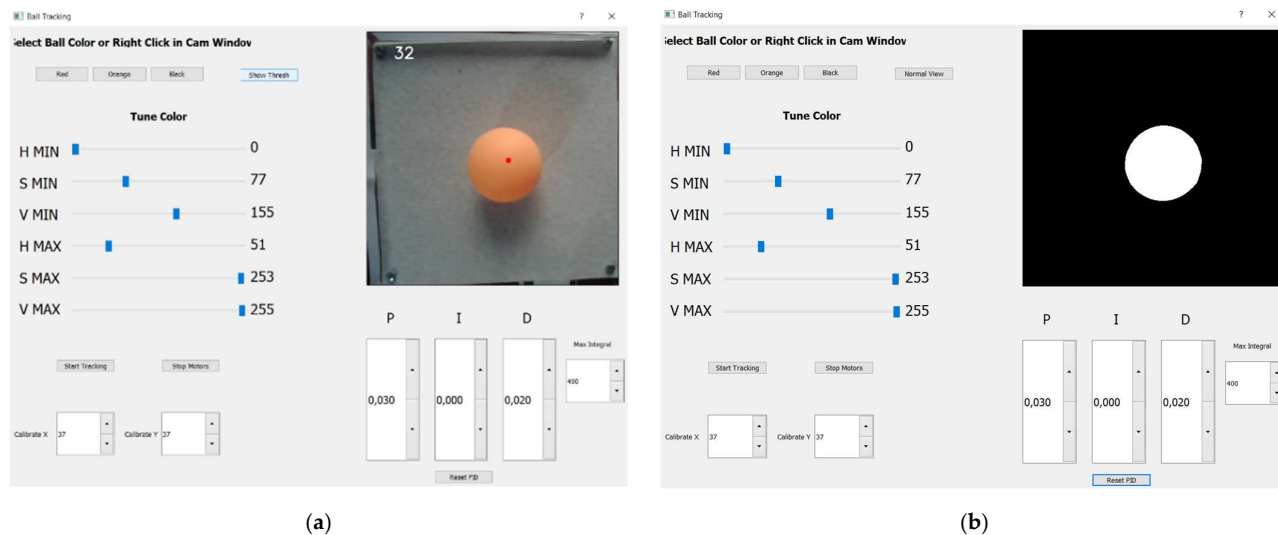 Ball Tracking ? ×
Select Ball Color or Right Click in Cam Window
Red Orange Black Show Thresh
32
Tune Color
H MIN 0
S MIN 77
V MIN 155
H MAX 51
S MAX 253
V MAX 255
P I D
Max Integral
400
0,030 0,000 0,020
Start Tracking Stop Motors
Calibrate X 37 Calibrate Y 37
Reset PID
(a)
Ball Tracking ? ×
Select Ball Color or Right Click in Cam Window
Red Orange Black Normal View
Tune Color
H MIN 0
S MIN 77
V MIN 155
H MAX 51
S MAX 253
V MAX 255
P I D
Max Integral
400
0,030 0,000 0,020
Start Tracking Stop Motors
Calibrate X 37 Calibrate Y 37
Reset PID
(b)